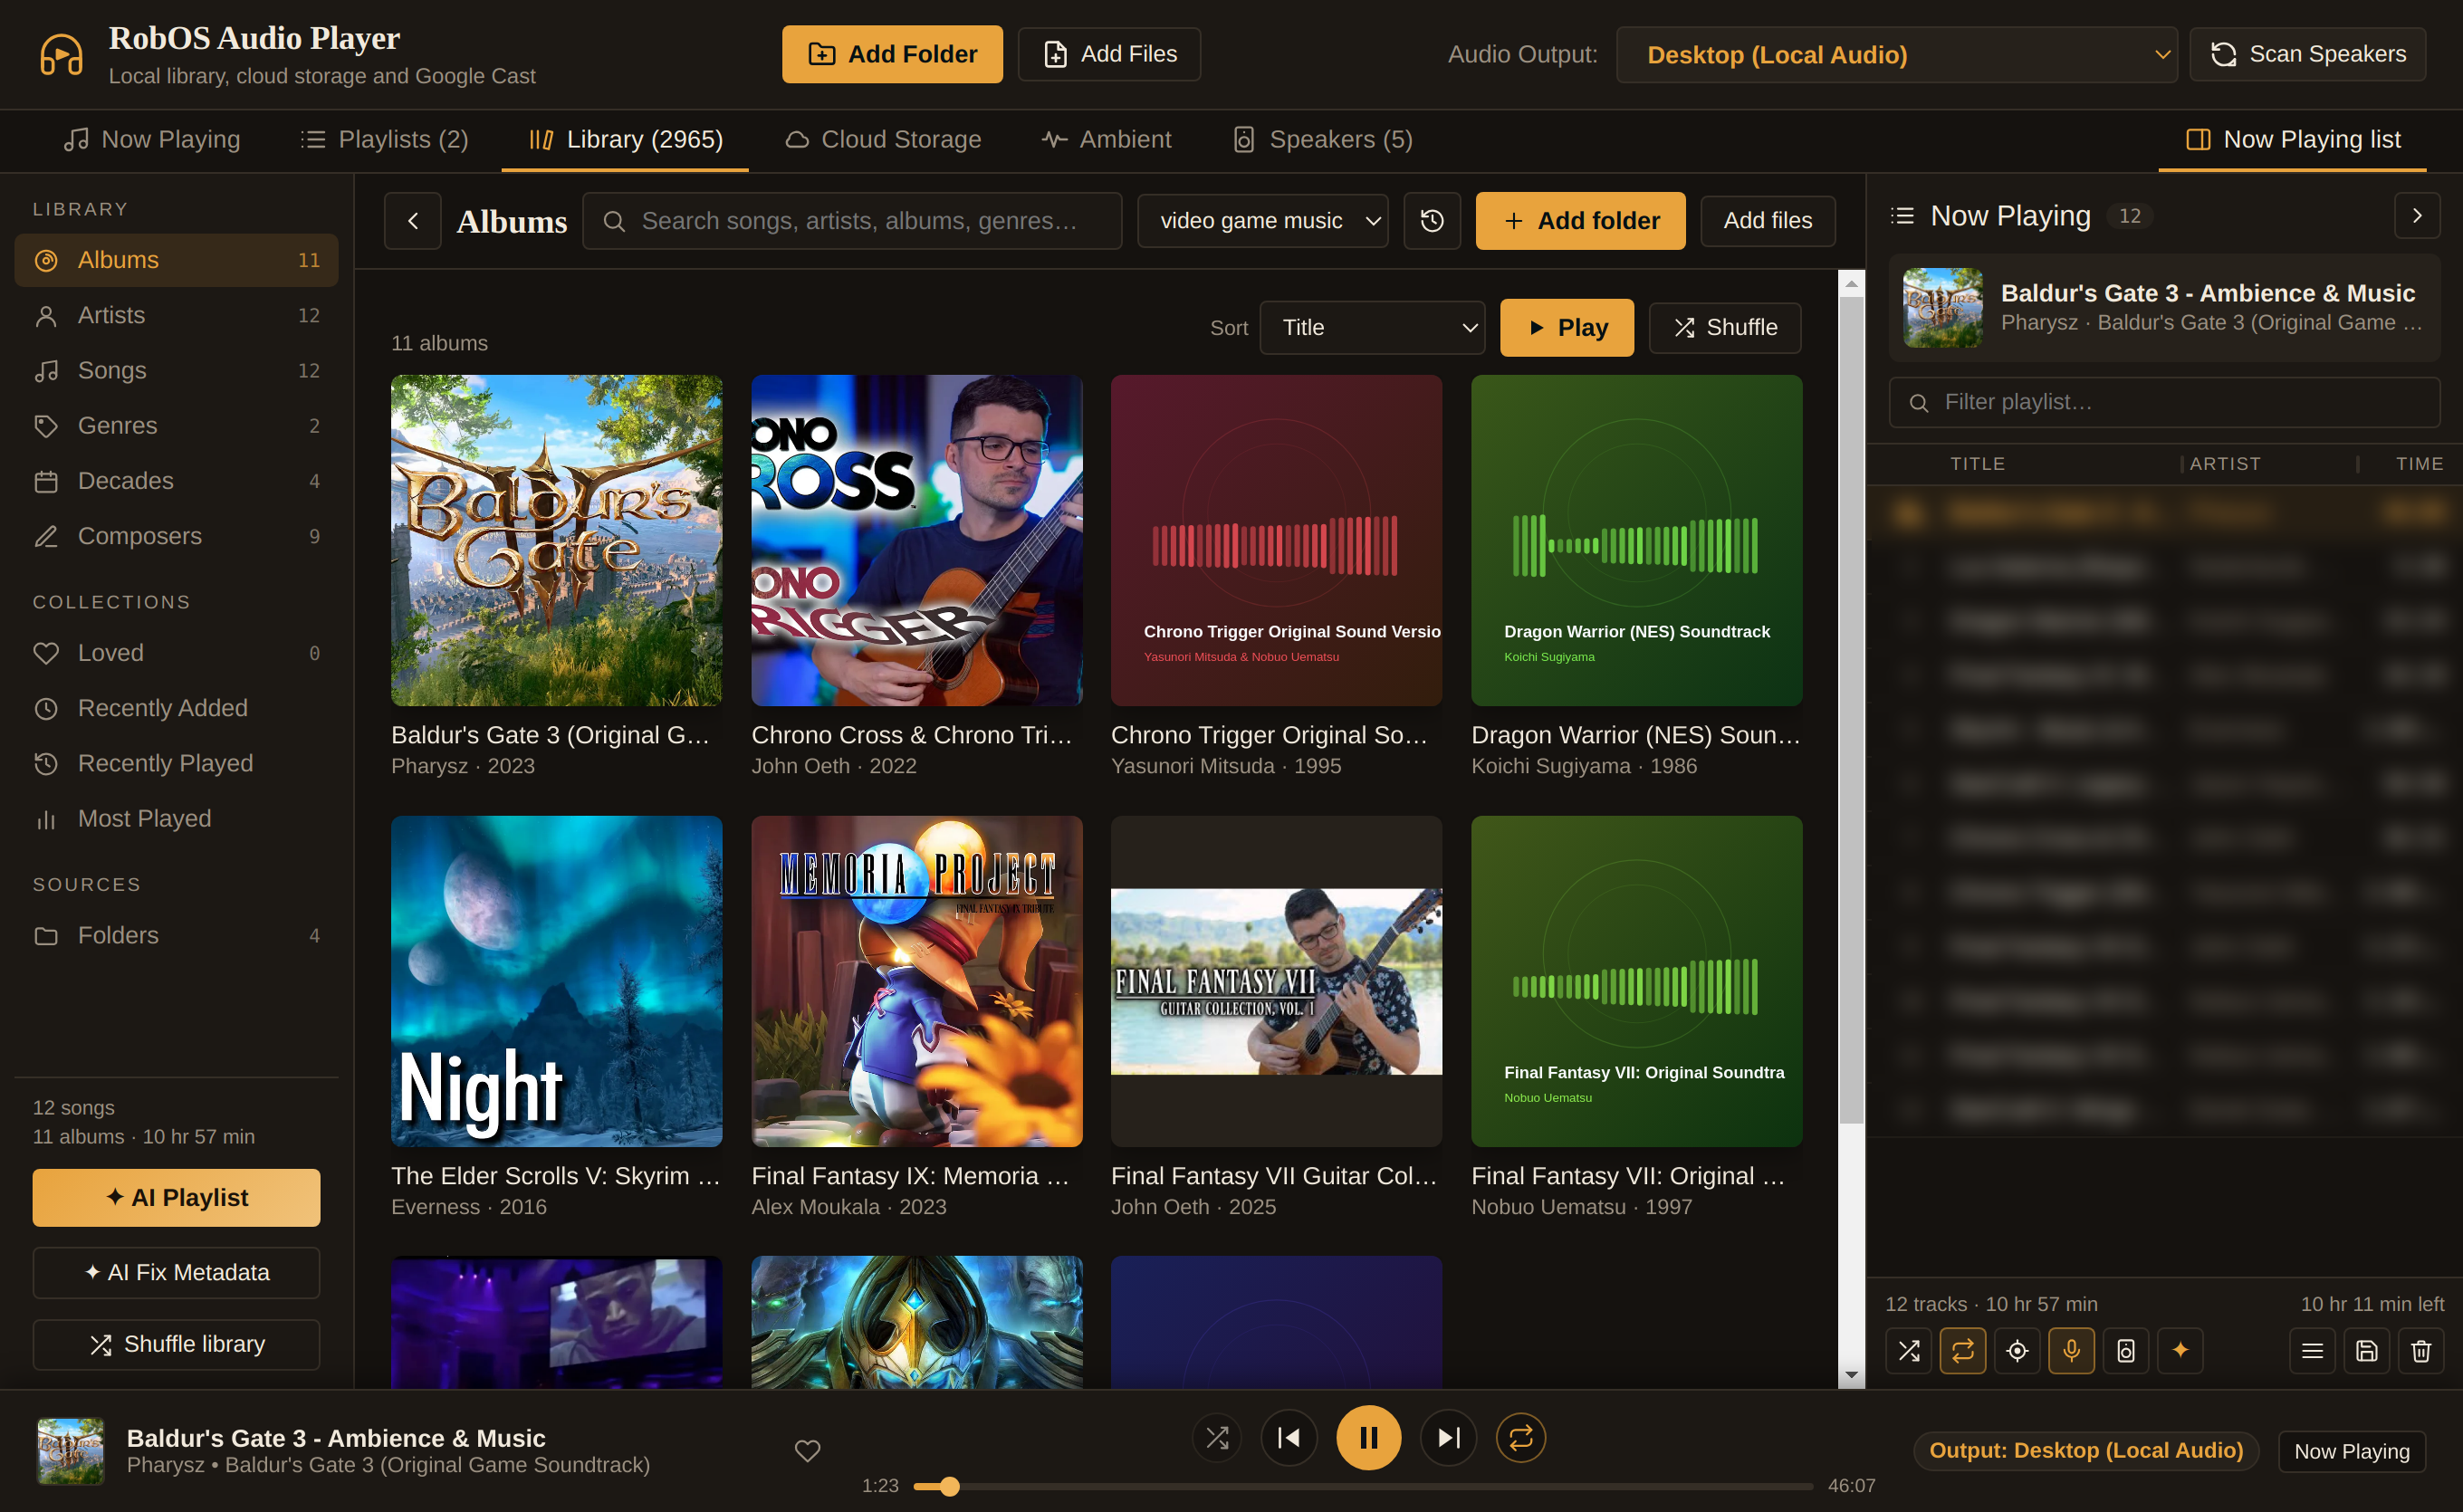 RobOS Audio Player
Local library, cloud storage and Google Cast
Add Folder
Add Files
Audio Output:
Desktop (Local Audio)
Scan Speakers
Now Playing
Playlists (2)
Library (2965)
Cloud Storage
Ambient
Speakers (5)
Now Playing list
LIBRARY
Albums 11
Artists 12
Songs 12
Genres 2
Decades 4
Composers 9
COLLECTIONS
Loved 0
Recently Added
Recently Played
Most Played
SOURCES
Folders 4
12 songs
11 albums · 10 hr 57 min
✦ AI Playlist
✦ AI Fix Metadata
Shuffle library
Albums
Search songs, artists, albums, genres…
video game music
+ Add folder
Add files
11 albums
Sort
Title
Play
Shuffle
Baldur's
Gate
Baldur's Gate 3 (Original G…
Pharysz · 2023
ONO
ROSS
ONO
RIGGER
Chrono Cross & Chrono Tri…
John Oeth · 2022
Chrono Trigger Original Sound Versio
Yasunori Mitsuda & Nobuo Uematsu
Chrono Trigger Original So…
Yasunori Mitsuda · 1995
Dragon Warrior (NES) Soundtrack
Koichi Sugiyama
Dragon Warrior (NES) Soun…
Koichi Sugiyama · 1986
Night
The Elder Scrolls V: Skyrim …
Everness · 2016
MEMORIA PROJECT
FINAL FANTASY IX TRIBUTE
Final Fantasy IX: Memoria …
Alex Moukala · 2023
FINAL FANTASY VII
GUITAR COLLECTION, VOL. I
Final Fantasy VII Guitar Col…
John Oeth · 2025
Final Fantasy VII: Original Soundtra
Nobuo Uematsu
Final Fantasy VII: Original …
Nobuo Uematsu · 1997
Now Playing 12
Baldur's Gate 3 - Ambience & Music
Pharysz · Baldur's Gate 3 (Original Game …
Filter playlist…
TITLE
ARTIST
TIME
12 tracks · 10 hr 57 min
10 hr 11 min left
Baldur's Gate 3 - Ambience & Music
Pharysz • Baldur's Gate 3 (Original Game Soundtrack)
1:23
46:07
Output: Desktop (Local Audio)
Now Playing